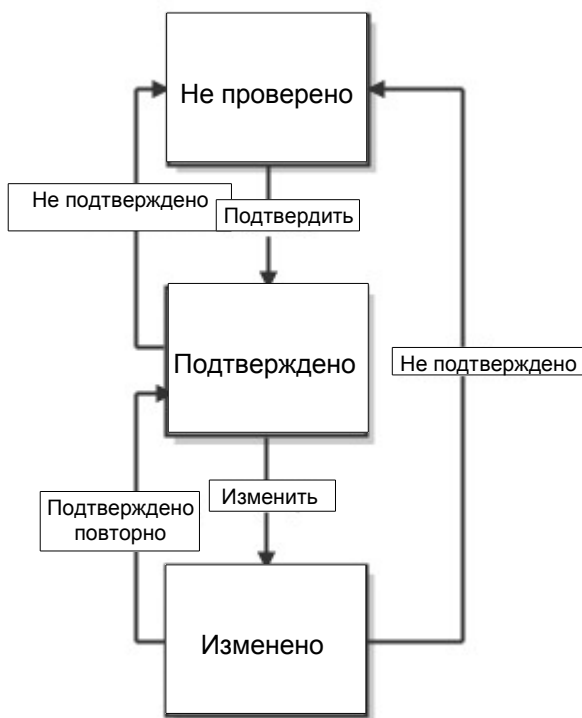 Не проверено
Не подтверждено
Подтвердить
Подтверждено
Не подтверждено
Изменить
Подтверждено
повторно
Изменено